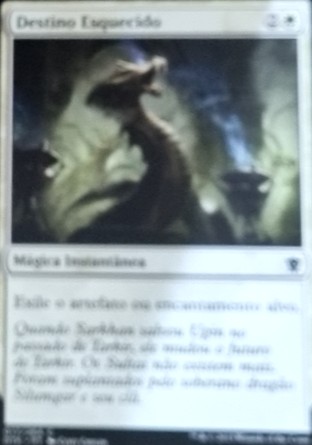 Destino Esquecido 2
Mágica Instantânea
Exile o artefato ou encantamento alvo.
Quando Sarkhan salvou Ugin no
passado de Tarkir, ele mudou o futuro
de Tarkir. Os Sultai não existem mais.
Foram suplantados pelo soberano dragão
Silumgar e seu clã.